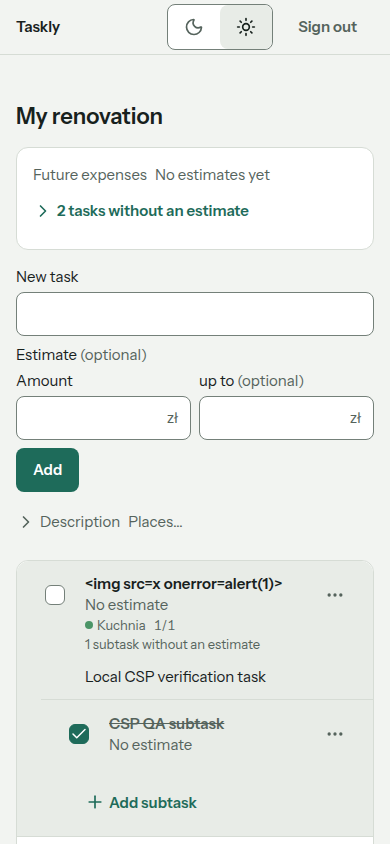 Taskly
Sign out
My renovation
Future expenses No estimates yet
2 tasks without an estimate
New task
Estimate (optional)
Amount
up to (optional)
zł
zł
Add
Description Places...
<img src=x onerror=alert(1)>
No estimate
Kuchnia 1/1
1 subtask without an estimate
Local CSP verification task
CSP QA subtask
No estimate
Add subtask